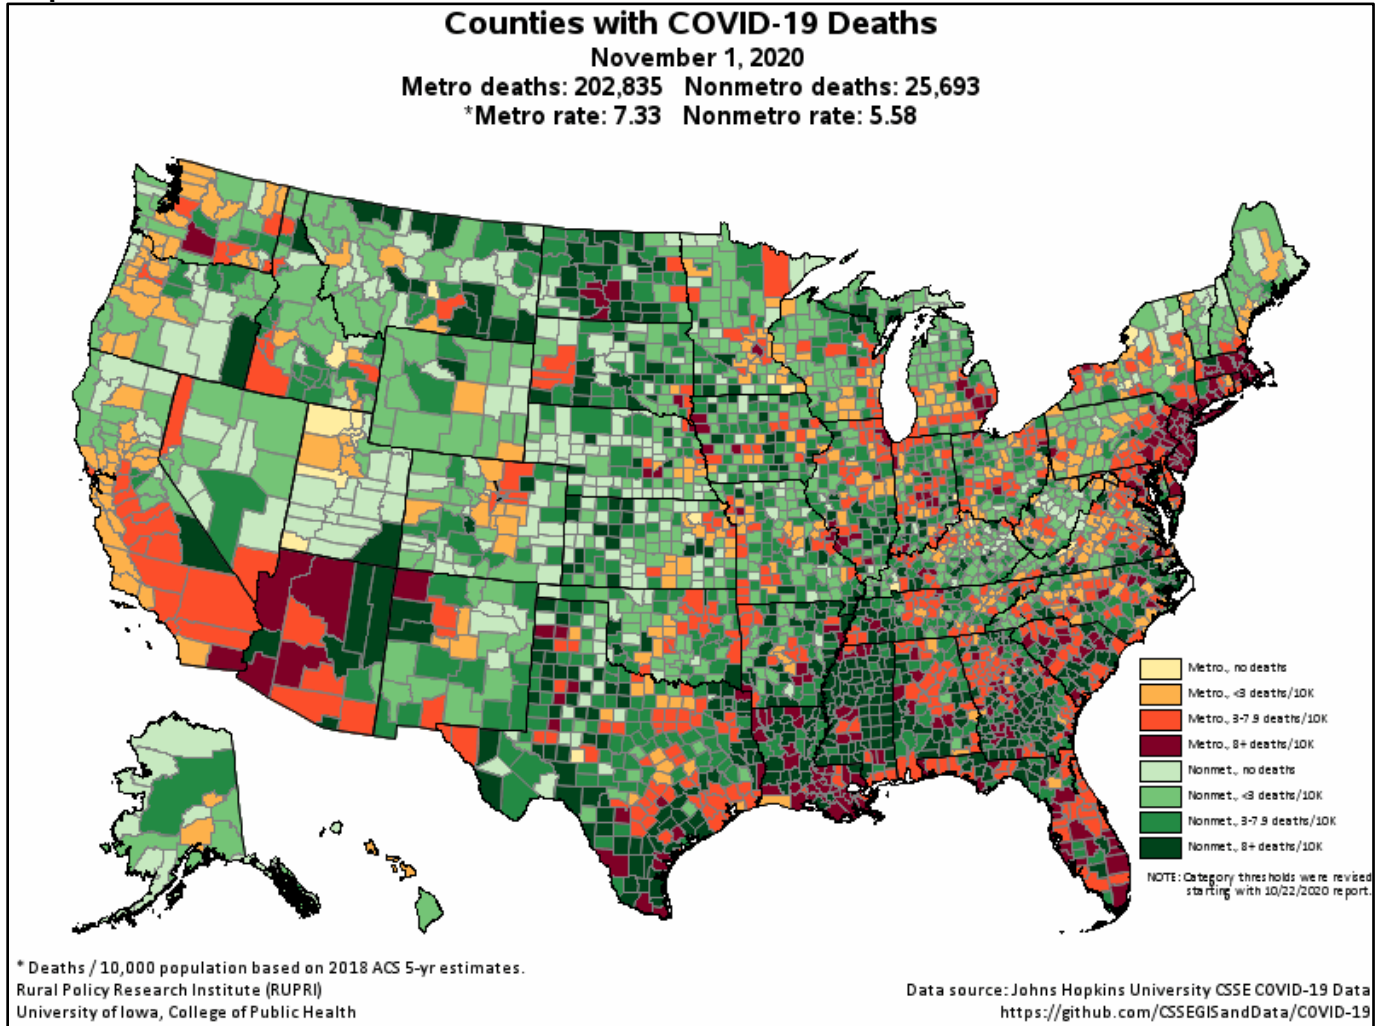 Counties with COVID-19 Deaths
November 1, 2020
Metro deaths: 202,835 Nonmetro deaths: 25,693
*Metro rate: 7.33 Nonmetro rate: 5.58
Metro., no deaths
Metro., <3 deaths/10K
Metro., 3-7.9 deaths/10K
Metro., 8+ deaths/10K
Nonmet., no deaths
Nonmet., <3 deaths/10K
Nonmet., 3-7.9 deaths/10K
Nonmet., 8+ deaths/10K
NOTE: Category thresholds were revised
starting with 10/22/2020 report.
* Deaths / 10,000 population based on 2018 ACS 5-yr estimates.
Rural Policy Research Institute (RUPRI)
University of Iowa, College of Public Health
Data source: Johns Hopkins University CSSE COVID-19 Data
https://github.com/CSSEGISandData/COVID-19